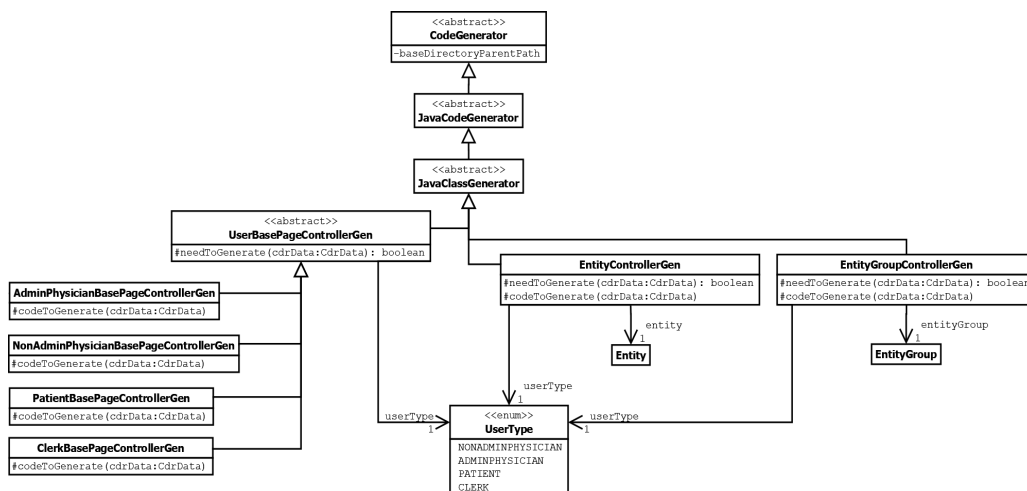 <<abstract>>
CodeGenerator
-baseDirectoryParentPath
<<abstract>>
JavaCodeGenerator
<<abstract>>
JavaClassGenerator
<<abstract>>
UserBasePageControllerGen
#needToGenerate(cdrData:CdrData): boolean
EntityControllerGen
#needToGenerate(cdrData:CdrData): boolean
#codeToGenerate(cdrData:CdrData)
EntityGroupControllerGen
#needToGenerate(cdrData:CdrData): boolean
#codeToGenerate(cdrData:CdrData)
AdminPhysicianBasePageControllerGen
#codeToGenerate(cdrData:CdrData)
NonAdminPhysicianBasePageControllerGen
#codeToGenerate(cdrData:CdrData)
PatientBasePageControllerGen
#codeToGenerate(cdrData:CdrData)
ClerkBasePageControllerGen
#codeToGenerate(cdrData:CdrData)
entity
1
Entity
entityGroup
1
EntityGroup
userType
1
userType
1
userType
1
<<enum>>
UserType
NONADMINPHYSICIAN
ADMINPHYSICIAN
PATIENT
CLERK